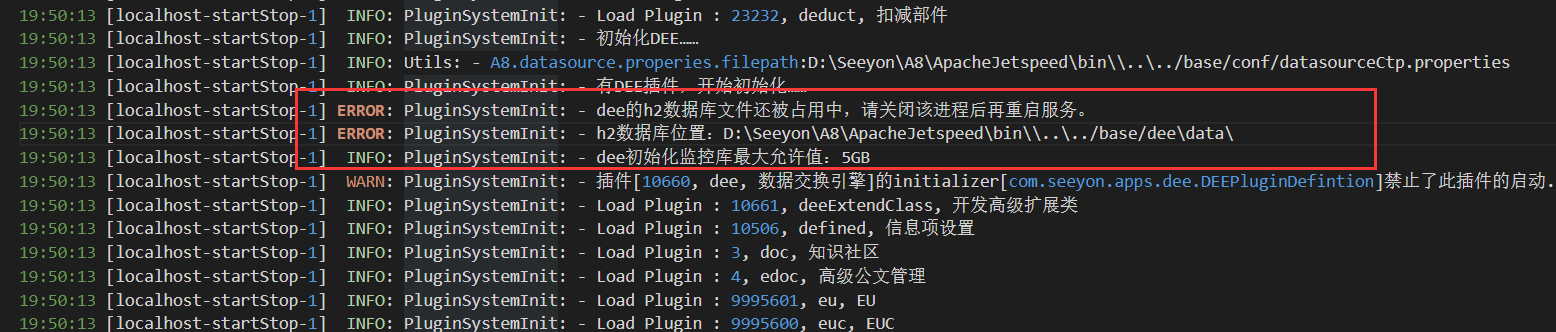 19:50:13 [localhost-startStop-1]  INFO: PluginSystemInit: - Load Plugin : 23232, deduct, 扣减部件
19:50:13 [localhost-startStop-1]  INFO: PluginSystemInit: - 初始化DEE……
19:50:13 [localhost-startStop-1]  INFO: Utils: - A8.datasource.properies.filepath:D:\Seeyon\A8\ApacheJetspeed\bin\\..\../base/conf/datasourceCtp.properties
19:50:13 [localhost-startStop-1]  INFO: PluginSystemInit: - 有DEE插件，开始初始化……
19:50:13 [localhost-startStop-1] ERROR: PluginSystemInit: - dee的h2数据库文件还被占用中，请关闭该进程后再重启服务。
19:50:13 [localhost-startStop-1] ERROR: PluginSystemInit: - h2数据库位置：D:\Seeyon\A8\ApacheJetspeed\bin\\..\../base/dee\data\
19:50:13 [localhost-startStop-1]  INFO: PluginSystemInit: - dee初始化监控库最大允许值：5GB
19:50:13 [localhost-startStop-1]  WARN: PluginSystemInit: - 插件[10660, dee, 数据交换引擎]的initializer[com.seeyon.apps.dee.DEEPluginDefintion]禁止了此插件的启动.
19:50:13 [localhost-startStop-1]  INFO: PluginSystemInit: - Load Plugin : 10661, deeExtendClass, 开发高级扩展类
19:50:13 [localhost-startStop-1]  INFO: PluginSystemInit: - Load Plugin : 10506, defined, 信息项设置
19:50:13 [localhost-startStop-1]  INFO: PluginSystemInit: - Load Plugin : 3, doc, 知识社区
19:50:13 [localhost-startStop-1]  INFO: PluginSystemInit: - Load Plugin : 4, edoc, 高级公文管理
19:50:13 [localhost-startStop-1]  INFO: PluginSystemInit: - Load Plugin : 9995601, eu, EU
19:50:13 [localhost-startStop-1]  INFO: PluginSystemInit: - Load Plugin : 9995600, euc, EUC